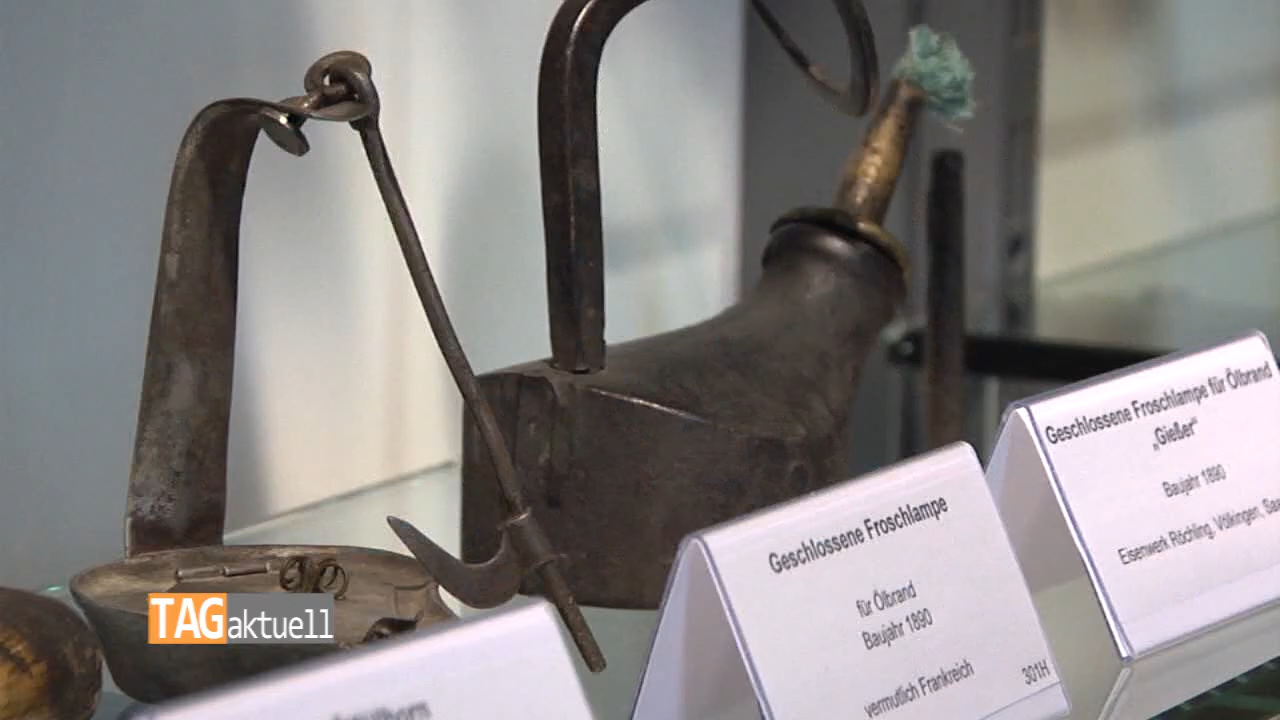 Geschlossene Froschlampe für Ölbrand
„Gießer“
Baujahr 1890
Eisenwerk Röchling, Völkingen,
Geschlossene Froschlampe
für Ölbrand
Baujahr 1890
vermutlich Frankreich
301H
TAGaktuell